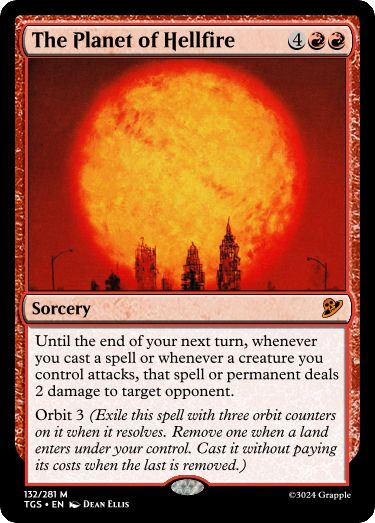 The Planet of Hellfire 4
Sorcery
Until the end of your next turn, whenever
you cast a spell or whenever a creature you
control attacks, that spell or permanent deals
2 damage to target opponent.
Orbit 3 (Exile this spell with three orbit counters
on it when it resolves. Remove one when a land
enters under your control. Cast it without paying
its costs when the last is removed.)
132/281 M
TGS • EN Dean Ellis
©3024 Grapple